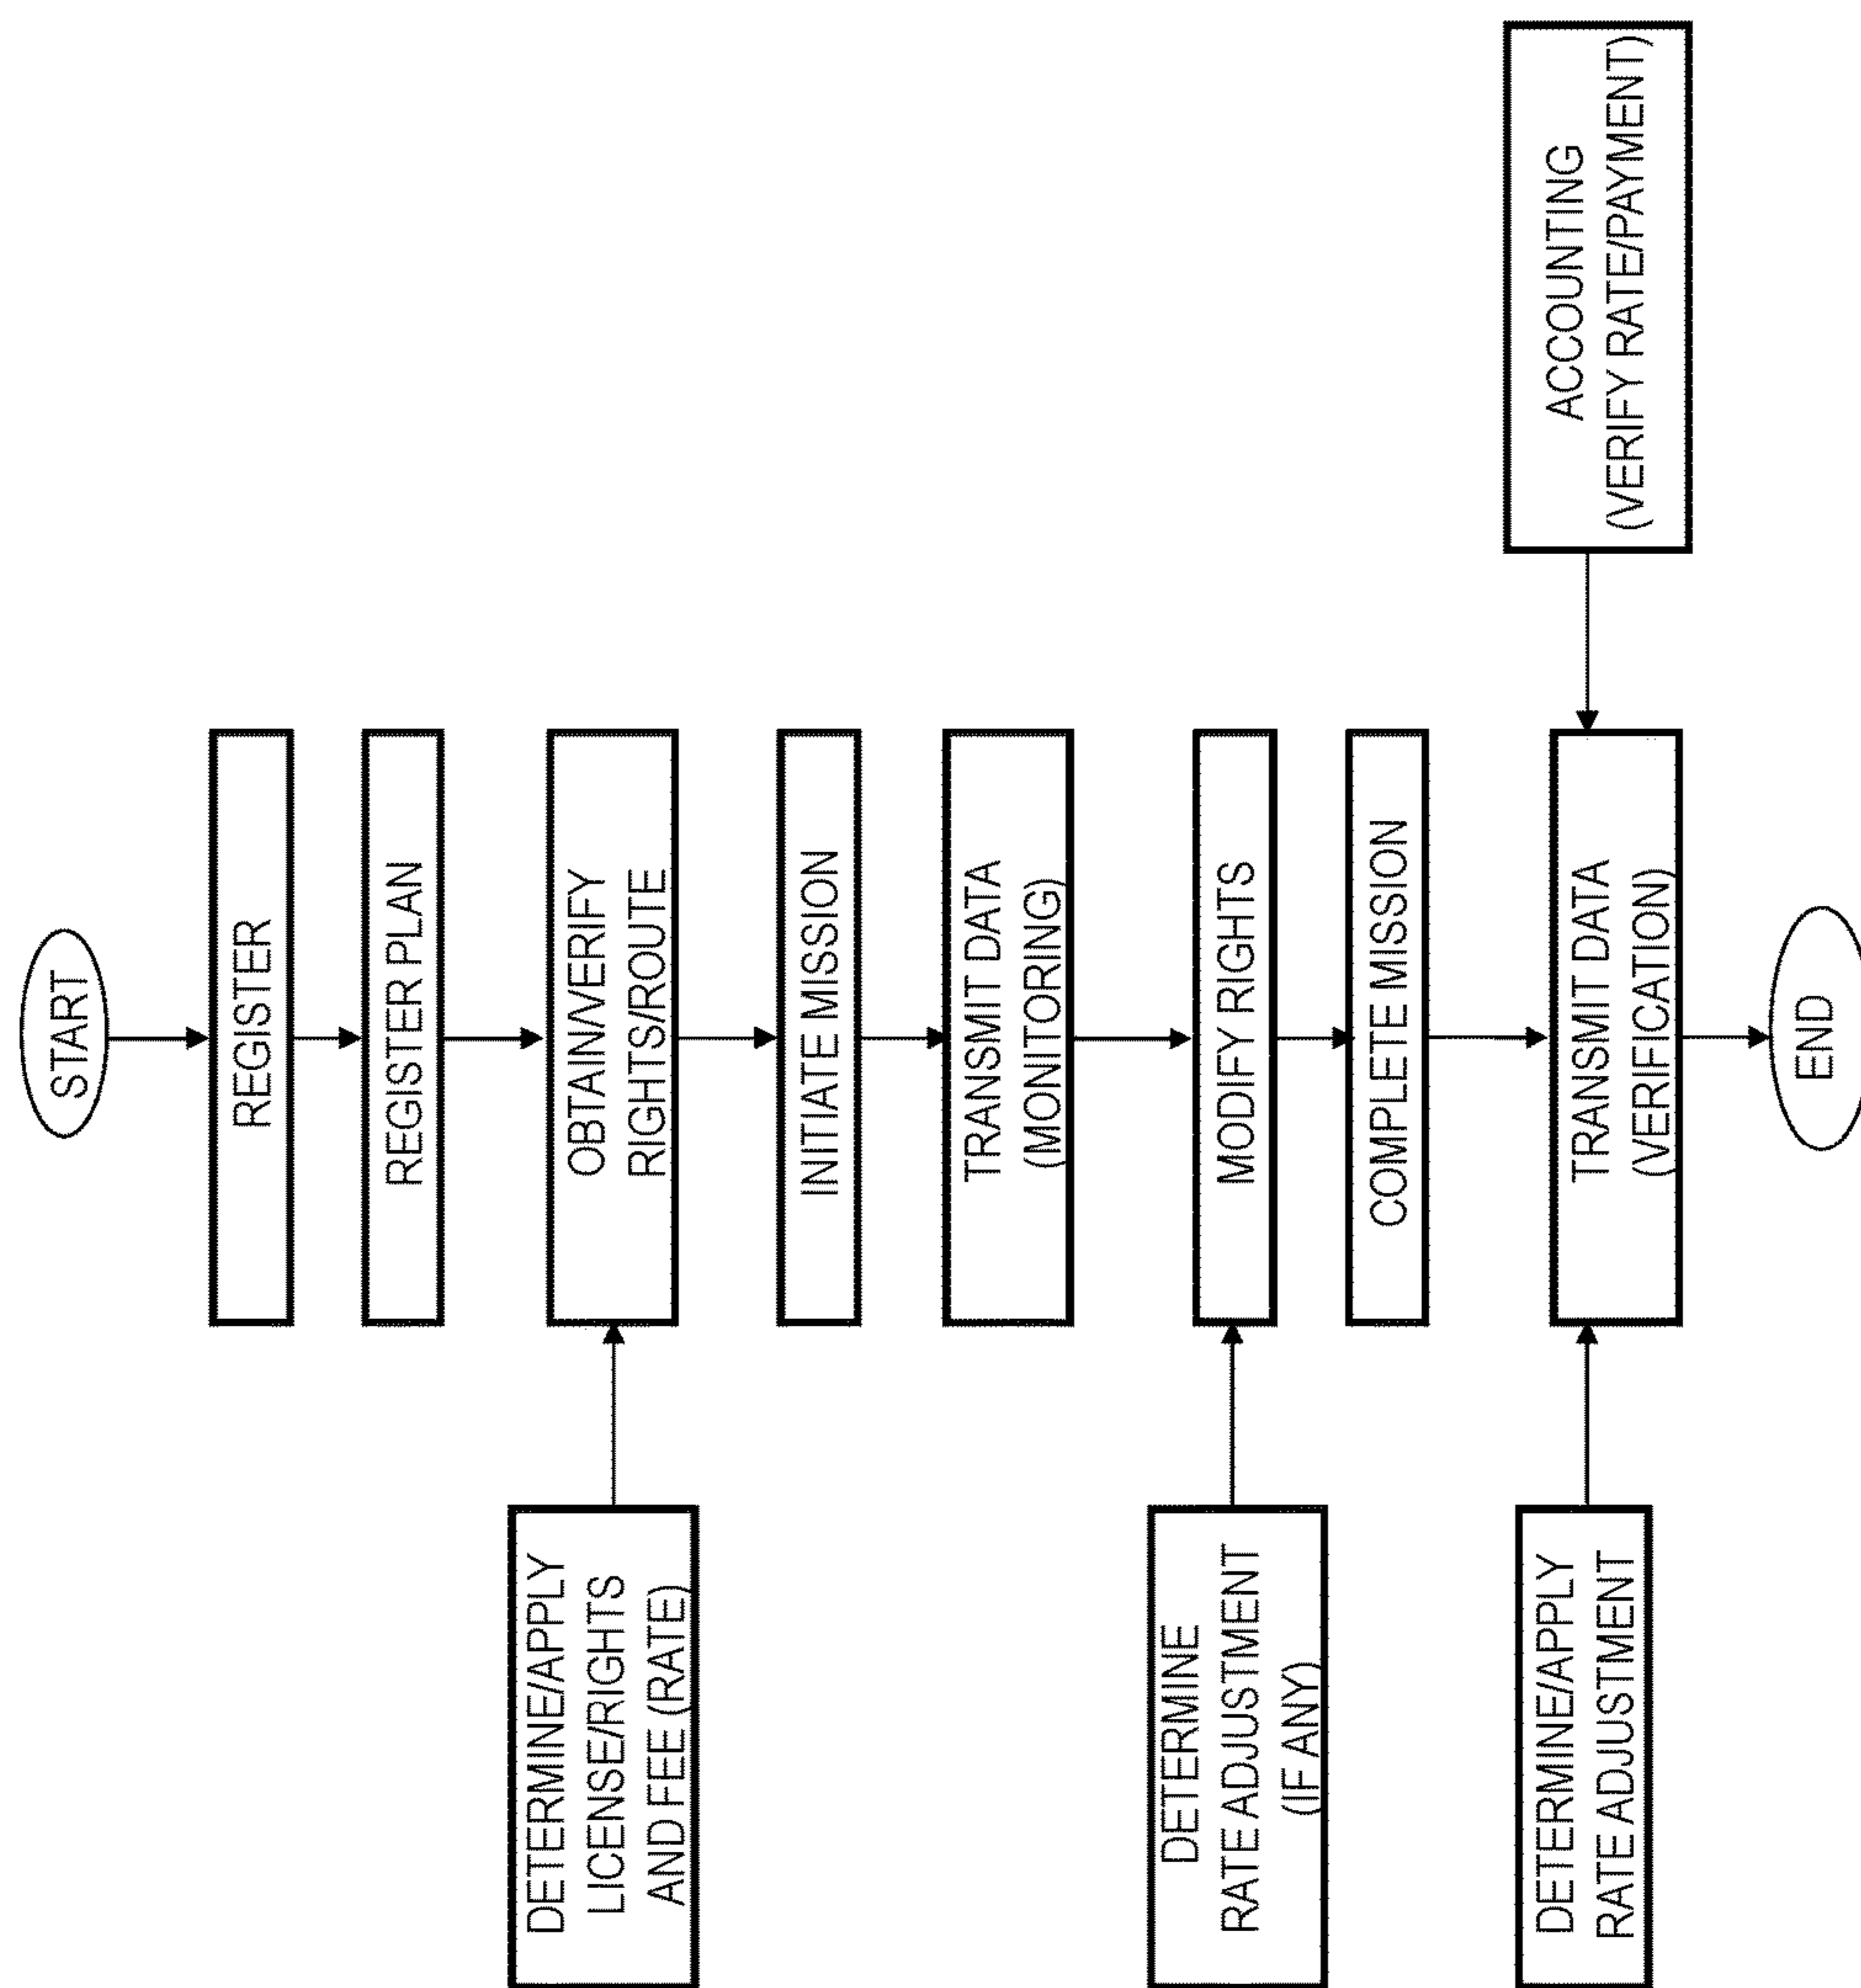 START
REGISTER
REGISTER PLAN
DETERMINE/APPLY
LICENSE/RIGHTS
AND FEE (RATE)
OBTAIN/VERIFY
RIGHTS/ROUTE
INITIATE MISSION
TRANSMIT DATA
(MONITORING)
DETERMINE
RATE ADJUSTMENT
(IF ANY)
MODIFY RIGHTS
COMPLETE MISSION
DETERMINE/APPLY
RATE ADJUSTMENT
TRANSMIT DATA
(VERIFICATION)
ACCOUNTING
(VERIFY RATE/PAYMENT)
END